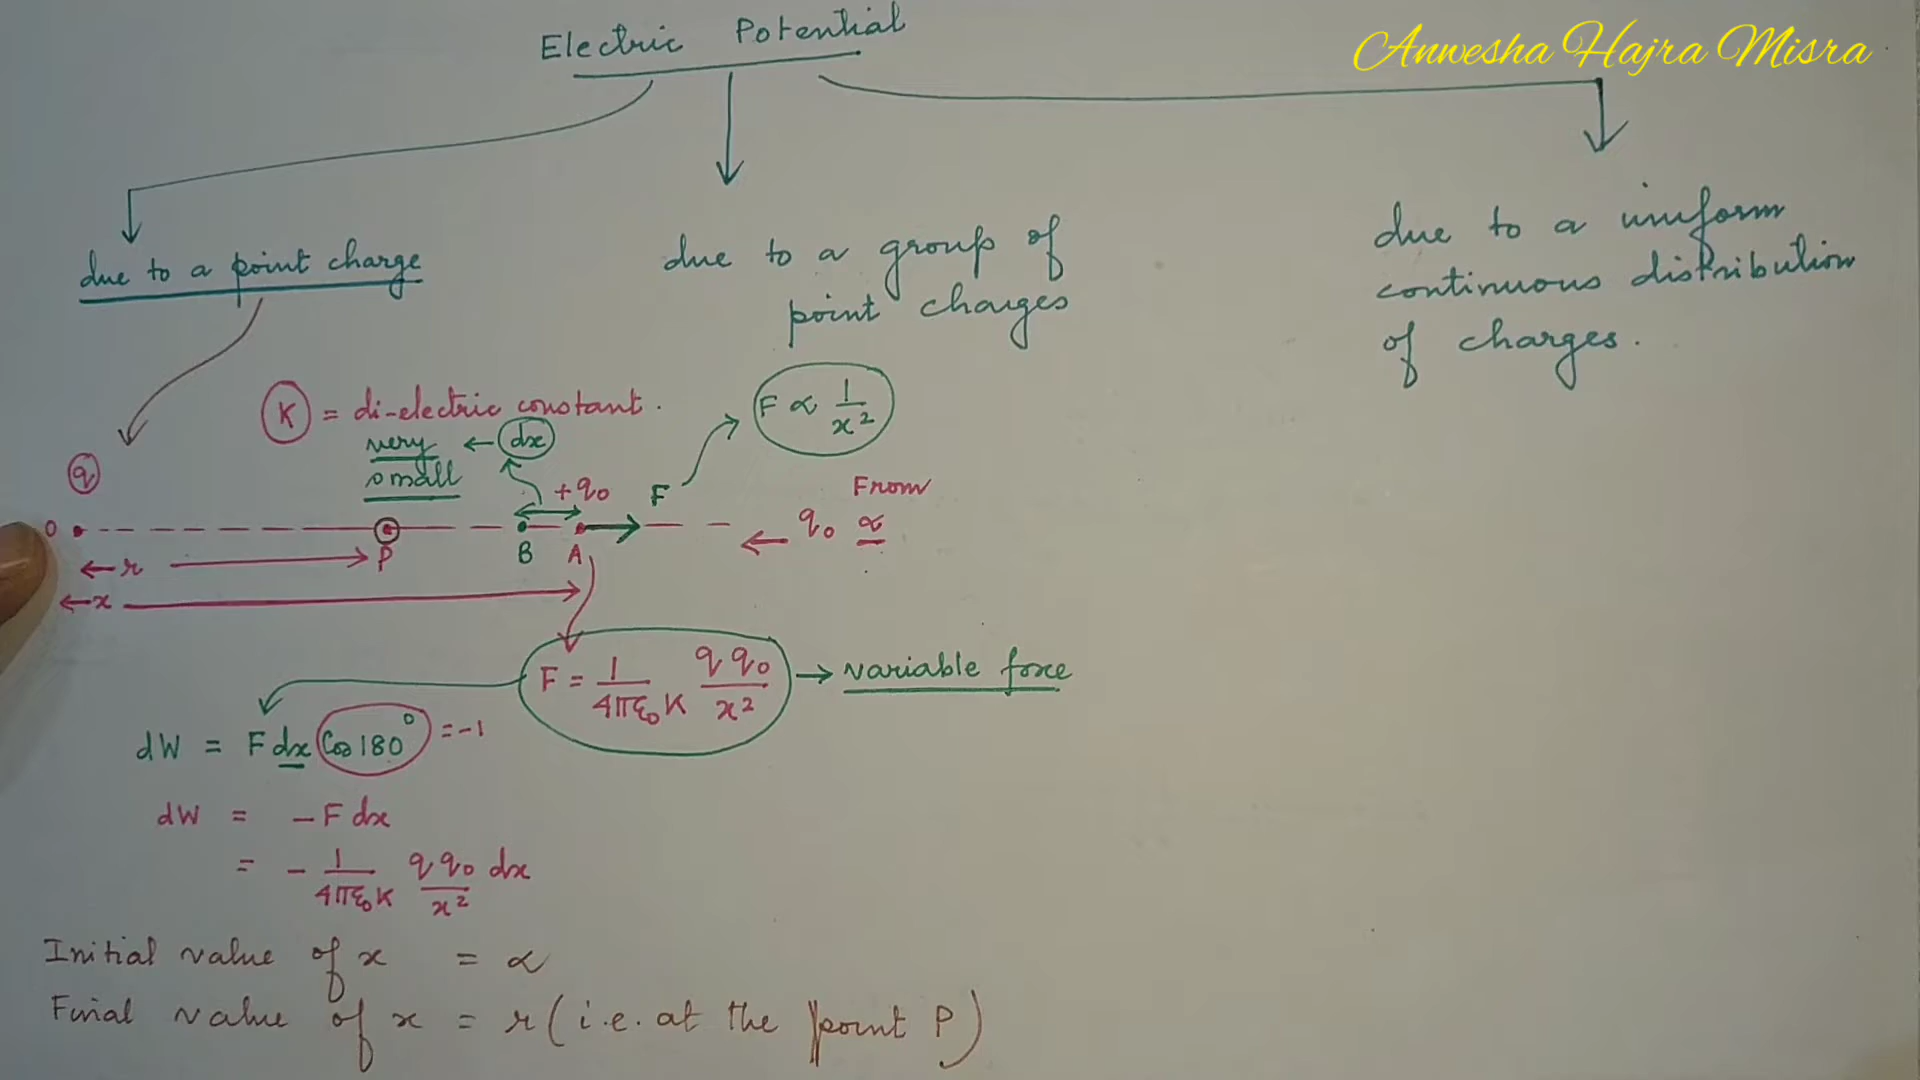 Electric Potential
Anwesha Hajra Misra
due to a point charge
due to a group of
point charges
due to a uniform
continuous distribution
of charges.
K = di-electric constant.
F ∝ 1/x²
very ← dx
small
q
+q₀
F
From
O
← q₀ ∝
P
B
A
← r →
← x →
F = 1/4πε₀K qq₀/x² → variable force
dW = F dx Cos 180° = -1
dW = - F dx
= - 1/4πε₀K qq₀/x² dx
Initial value of x = ∝
Final value of x = r (i.e. at the point P)